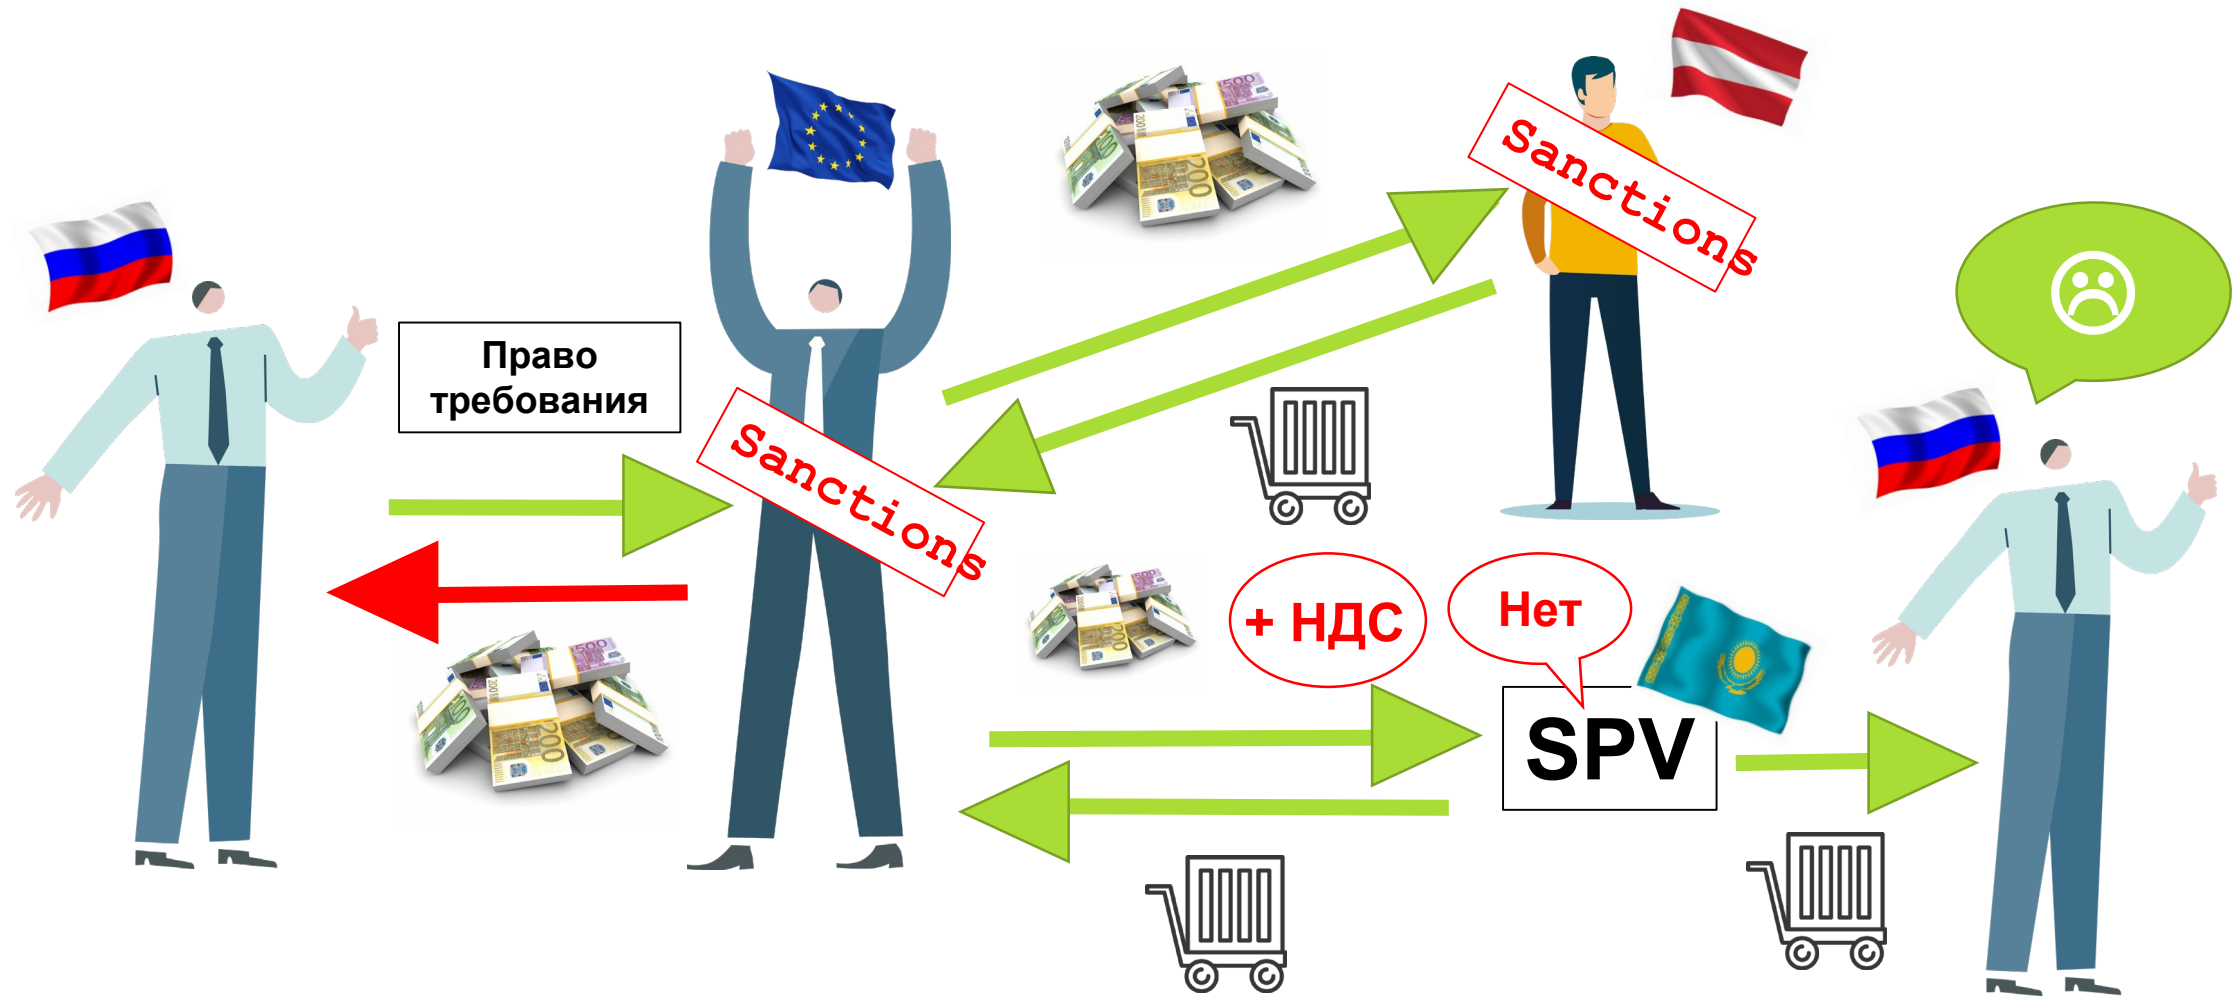 Sanctions
Право
требования
Sanctions
+ НДС
Нет
SPV